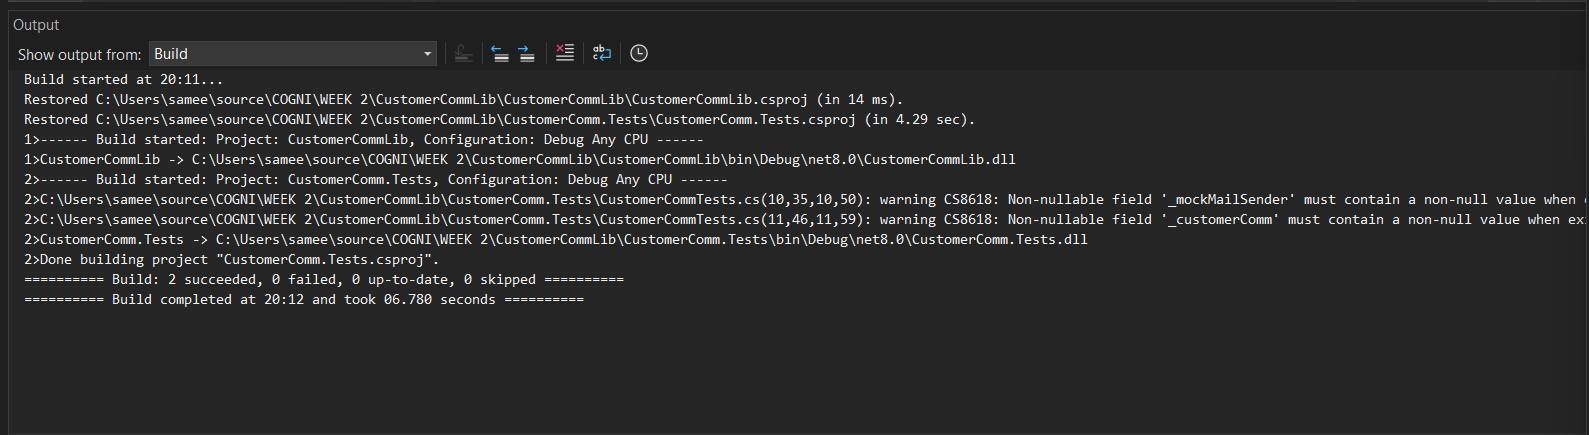 Output
Show output from: Build
Build started at 20:11...
Restored C:\Users\samee\source\COGNI\WEEK 2\CustomerCommLib\CustomerCommLib\CustomerCommLib.csproj (in 14 ms).
Restored C:\Users\samee\source\COGNI\WEEK 2\CustomerCommLib\CustomerComm.Tests\CustomerComm.Tests.csproj (in 4.29 sec).
1>------ Build started: Project: CustomerCommLib, Configuration: Debug Any CPU ------
1>CustomerCommLib -> C:\Users\samee\source\COGNI\WEEK 2\CustomerCommLib\CustomerCommLib\bin\Debug\net8.0\CustomerCommLib.dll
2>------ Build started: Project: CustomerComm.Tests, Configuration: Debug Any CPU ------
2>C:\Users\samee\source\COGNI\WEEK 2\CustomerCommLib\CustomerComm.Tests\CustomerCommTests.cs(10,35,10,50): warning CS8618: Non-nullable field '_mockMailSender' must contain a non-null value when
2>C:\Users\samee\source\COGNI\WEEK 2\CustomerCommLib\CustomerComm.Tests\CustomerCommTests.cs(11,46,11,59): warning CS8618: Non-nullable field '_customerComm' must contain a non-null value when ex
2>CustomerComm.Tests -> C:\Users\samee\source\COGNI\WEEK 2\CustomerCommLib\CustomerComm.Tests\bin\Debug\net8.0\CustomerComm.Tests.dll
2>Done building project "CustomerComm.Tests.csproj".
========== Build: 2 succeeded, 0 failed, 0 up-to-date, 0 skipped ==========
========== Build completed at 20:12 and took 06.780 seconds ==========